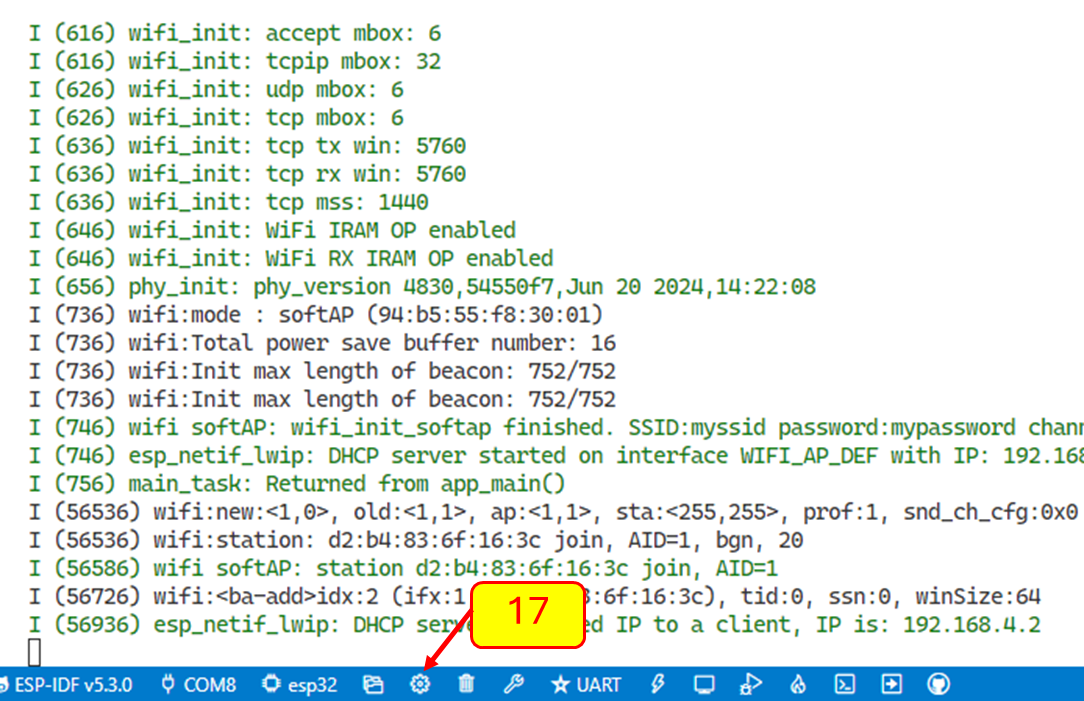 I (616) wifi_init: accept mbox: 6
I (616) wifi_init: tcpip mbox: 32
I (626) wifi_init: udp mbox: 6
I (626) wifi_init: tcp mbox: 6
I (636) wifi_init: tcp tx win: 5760
I (636) wifi_init: tcp rx win: 5760
I (636) wifi_init: tcp mss: 1440
I (646) wifi_init: WiFi IRAM OP enabled
I (646) wifi_init: WiFi RX IRAM OP enabled
I (656) phy_init: phy_version 4830,54550f7,Jun 20 2024,14:22:08
I (736) wifi:mode : softAP (94:b5:55:f8:30:01)
I (736) wifi:Total power save buffer number: 16
I (736) wifi:Init max length of beacon: 752/752
I (736) wifi:Init max length of beacon: 752/752
I (746) wifi softAP: wifi_init_softap finished. SSID:myssid password:mypassword
I (746) esp_netif_lwip: DHCP server started on interface WIFI_AP_DEF with IP: 192.168
I (756) main_task: Returned from app_main()
I (56536) wifi:new:<1,0>, old:<1,1>, ap:<1,1>, sta:<255,255>, prof:1, snd_ch_cfg:0x0
I (56536) wifi:station: d2:b4:83:6f:16:3c join, AID=1, bgn, 20
I (56586) wifi softAP: station d2:b4:83:6f:16:3c join, AID=1
I (56726) wifi:<ba-add>idx:2 (ifx:1 :6f:16:3c), tid:0, ssn:0, winSize:64
I (56936) esp_netif_lwip: DHCP IP to a client, IP is: 192.168.4.2
17
ESP-IDF v5.3.0 COM8 esp32 UART